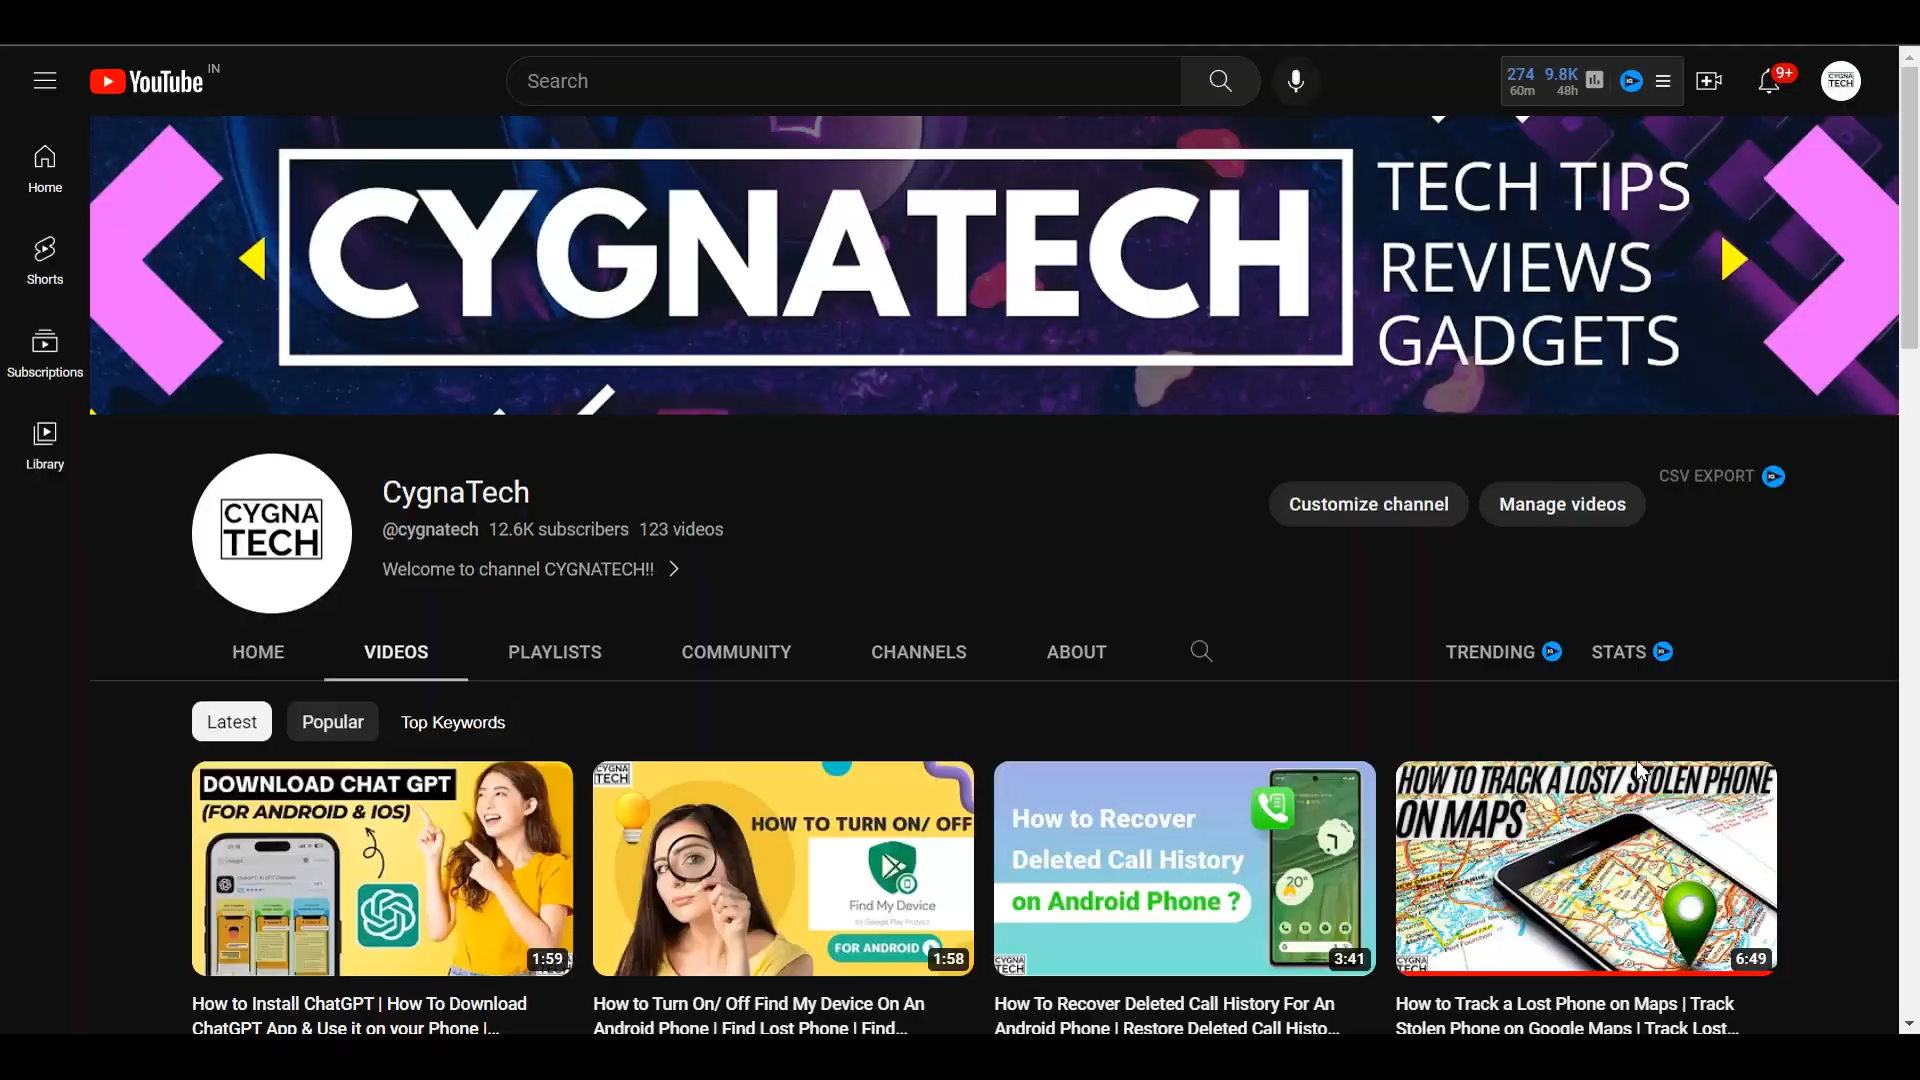 YouTube IN
Search
274 9.8K
60m 48h
9+
CYGNA
TECH
Home
Shorts
Subscriptions
Library
CYGNATECH
TECH TIPS
REVIEWS
GADGETS
CYGNA
TECH
CygnaTech
@cygnatech 12.6K subscribers 123 videos
Welcome to channel CYGNATECH!!
Customize channel
Manage videos
CSV EXPORT
HOME
VIDEOS
PLAYLISTS
COMMUNITY
CHANNELS
ABOUT
TRENDING
STATS
Latest
Popular
Top Keywords
DOWNLOAD CHAT GPT
(FOR ANDROID & IOS)
1:59
CYGNA
TECH
HOW TO TURN ON/ OFF
Find My Device
by Google Play Protect
FOR ANDROID
1:58
How to Recover
Deleted Call History
on Android Phone ?
20°
CYGNA
TECH
3:41
HOW TO TRACK A LOST/ STOLEN PHONE
ON MAPS
CYGNA
TECH
6:49
How to Install ChatGPT | How To Download
ChatGPT App & Use it on your Phone |...
How to Turn On/ Off Find My Device On An
Android Phone | Find Lost Phone | Find...
How To Recover Deleted Call History For An
Android Phone | Restore Deleted Call Histo...
How to Track a Lost Phone on Maps | Track
Stolen Phone on Google Maps | Track Lost...